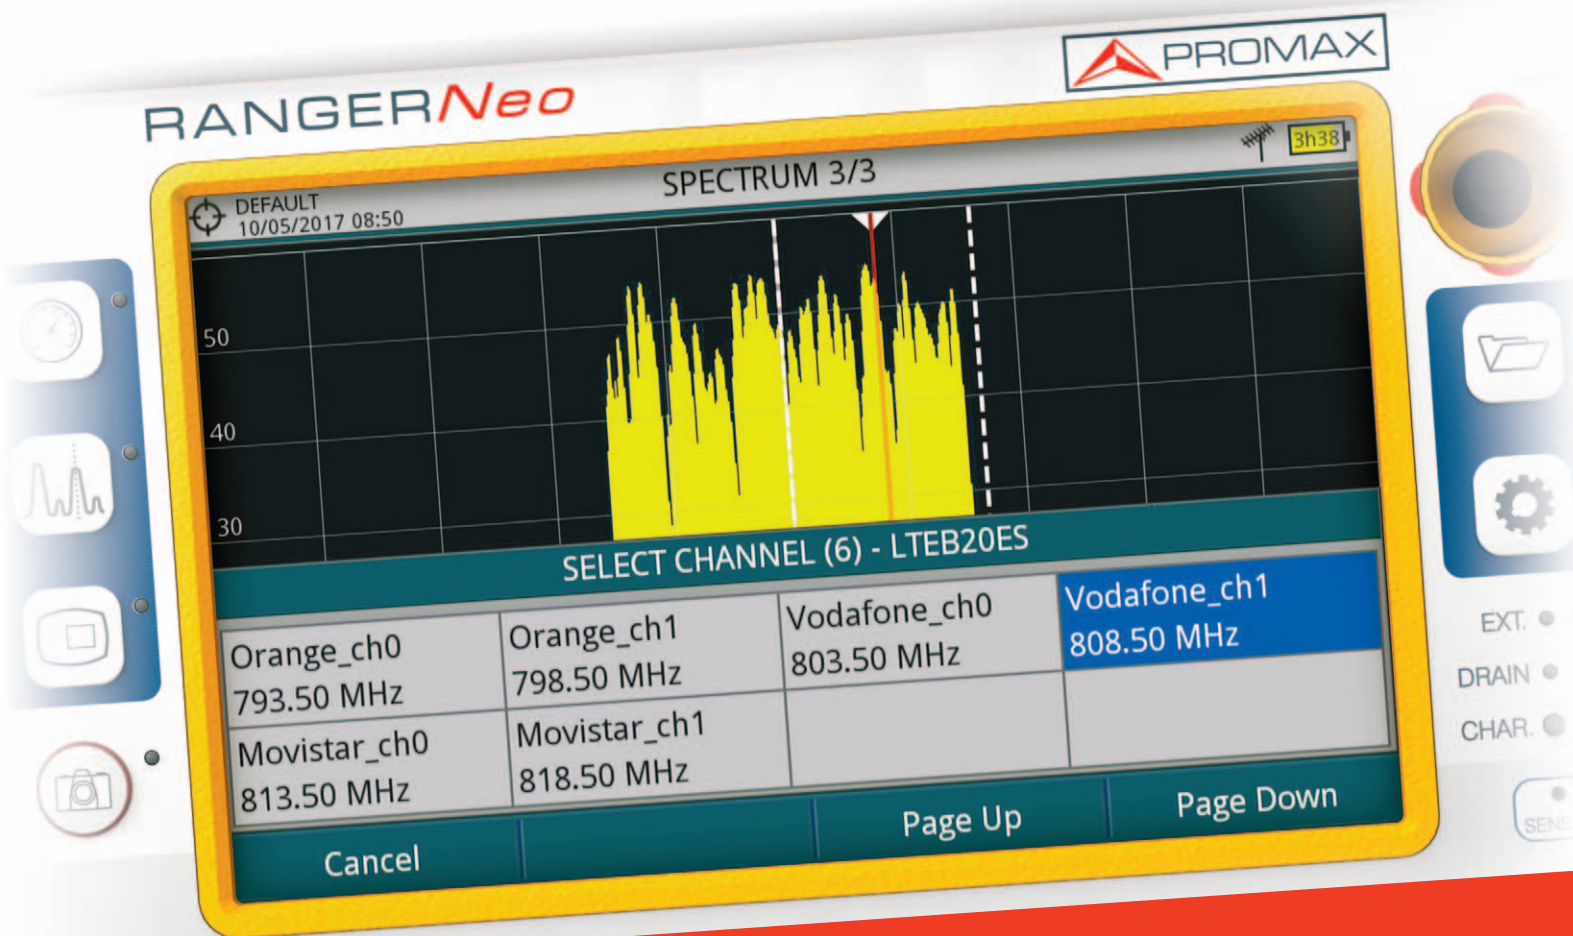 RANGERNeo
PROMAX
DEFAULT
10/05/2017 08:50
SPECTRUM 3/3
3h38
50
40
30
SELECT CHANNEL (6) - LTEB20ES
Orange_ch0
793.50 MHz
Orange_ch1
798.50 MHz
Vodafone_ch0
803.50 MHz
Vodafone_ch1
808.50 MHz
Movistar_ch0
813.50 MHz
Movistar_ch1
818.50 MHz
Cancel
Page Up
Page Down
EXT.
DRAIN
CHAR.